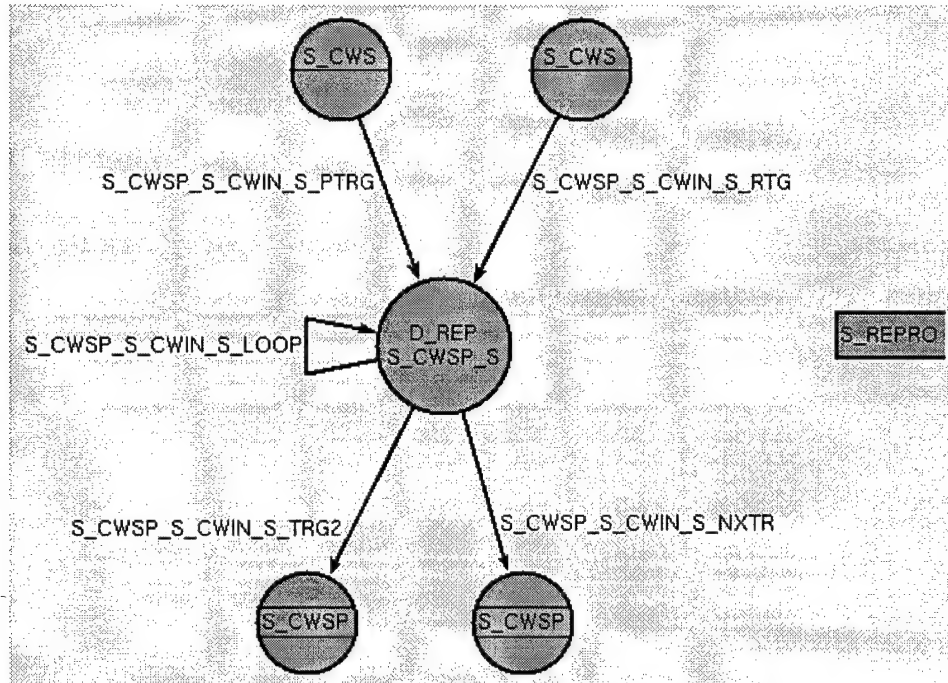 S_CWS
S_CWS
S_CWSP_S_CWIN_S_PTRG
S_CWSP_S_CWIN_S_RTG
D_REP
S_CWSP_S
S_CWSP_S_CWIN_S_LOOP
S_REPRO
S_CWSP_S_CWIN_S_TRG2
S_CWSP_S_CWIN_S_NXTR
S_CWSP
S_CWSP